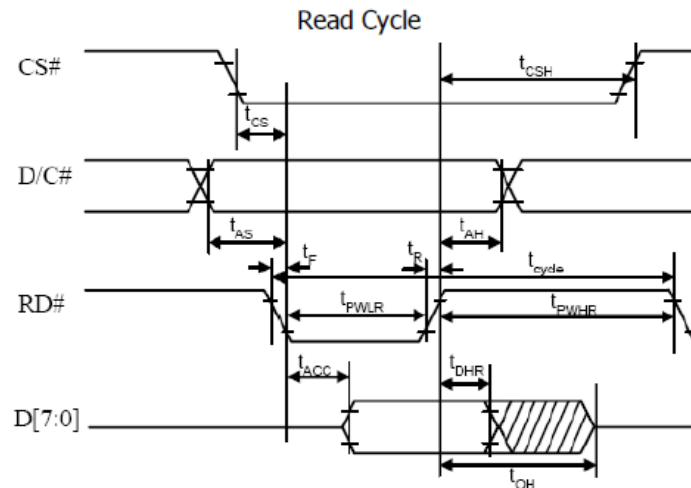 Read Cycle
CS#
tCSH
tCS
D/C#
tAS
tAH
tF
tR
tcycle
RD#
tPWLR
tPWHR
tACC
tDHR
D[7:0]
tOH